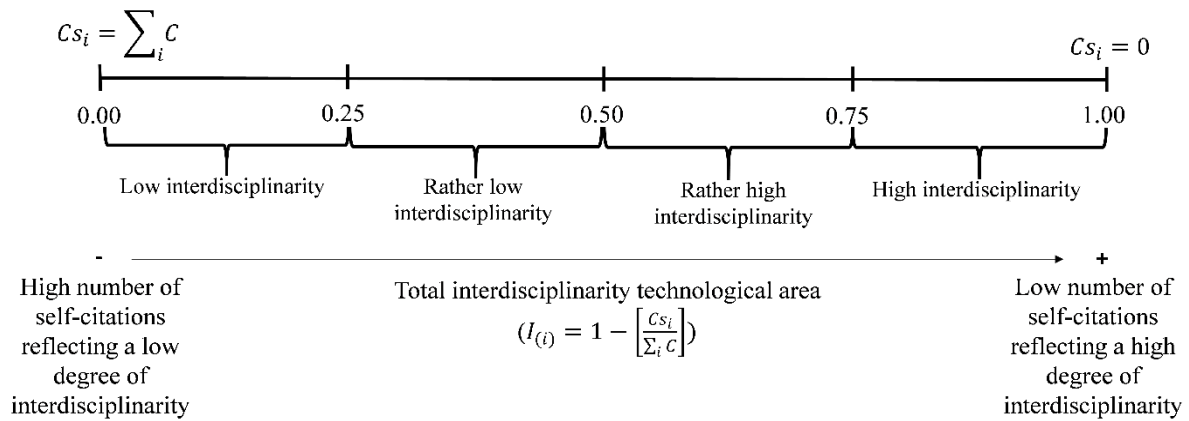 Cs_i = ∑_i C
Cs_i = 0
0.00 0.25 0.50 0.75 1.00
Low interdisciplinarity
Rather low
interdisciplinarity
Rather high
interdisciplinarity
High interdisciplinarity
-
High number of
self-citations
reflecting a low
degree of
interdisciplinarity
Total interdisciplinarity technological area
(I_(i) = 1 − [Cs_i / ∑_i C])
+
Low number of
self-citations
reflecting a high
degree of
interdisciplinarity